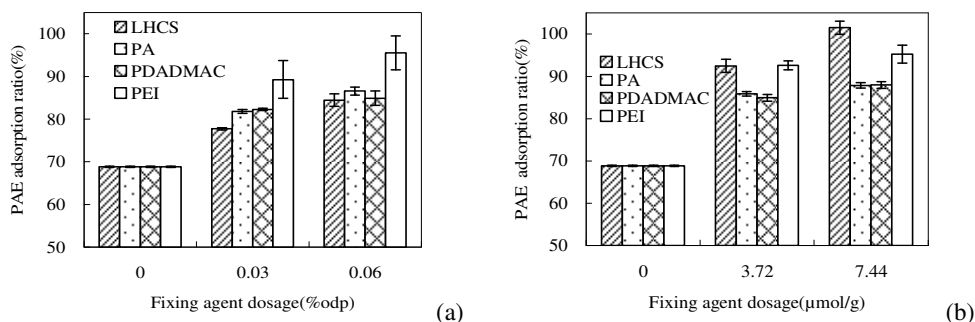 PAE adsorption ratio(%)
100
90
80
70
60
50
LHCS
PA
PDADMAC
PEI
0 0.03 0.06
Fixing agent dosage(%odp)
(a)
PAE adsorption ratio(%)
100
90
80
70
60
50
LHCS
PA
PDADMAC
PEI
0 3.72 7.44
Fixing agent dosage(µmol/g)
(b)